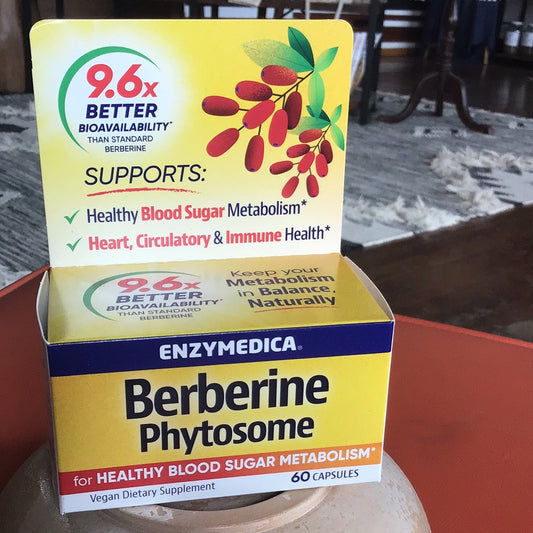 9.6x
BETTER
BIOAVAILABILITY*
THAN STANDARD
BERBERINE
SUPPORTS:
✓ Healthy Blood Sugar Metabolism*
✓ Heart, Circulatory & Immune Health*
9.6x
BETTER
BIOAVAILABILITY*
THAN STANDARD
BERBERINE
Keep your
Metabolism
in Balance,
Naturally
ENZYMEDICA®
Berberine
Phytosome
for HEALTHY BLOOD SUGAR METABOLISM*
Vegan Dietary Supplement
60 CAPSULES